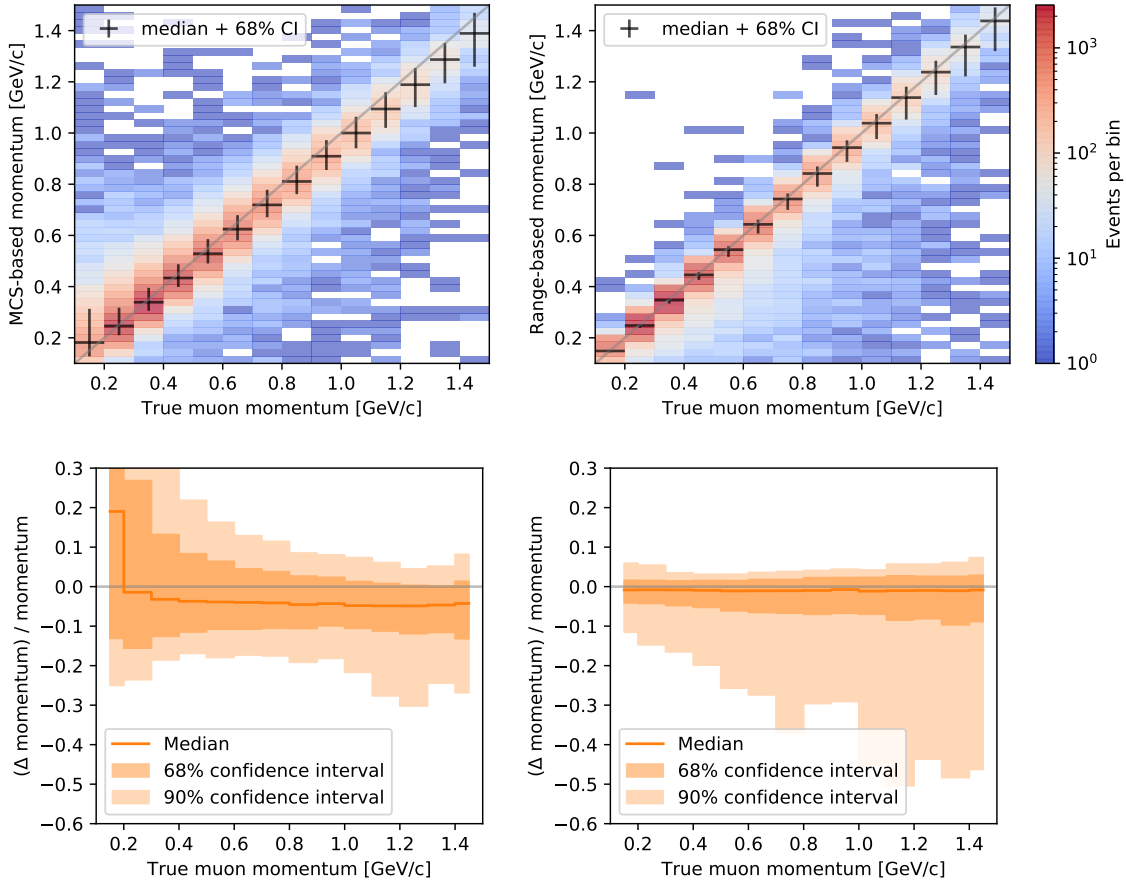 median + 68% CI
MCS-based momentum [GeV/c]
1.4
1.2
1.0
0.8
0.6
0.4
0.2
0.2 0.4 0.6 0.8 1.0 1.2 1.4
True muon momentum [GeV/c]
median + 68% CI
Range-based momentum [GeV/c]
1.4
1.2
1.0
0.8
0.6
0.4
0.2
0.2 0.4 0.6 0.8 1.0 1.2 1.4
True muon momentum [GeV/c]
10³
10²
10¹
10⁰
Events per bin
(Δ momentum) / momentum
0.3
0.2
0.1
0.0
−0.1
−0.2
−0.3
−0.4
−0.5
−0.6
Median
68% confidence interval
90% confidence interval
0.2 0.4 0.6 0.8 1.0 1.2 1.4
True muon momentum [GeV/c]
(Δ momentum) / momentum
0.3
0.2
0.1
0.0
−0.1
−0.2
−0.3
−0.4
−0.5
−0.6
Median
68% confidence interval
90% confidence interval
0.2 0.4 0.6 0.8 1.0 1.2 1.4
True muon momentum [GeV/c]